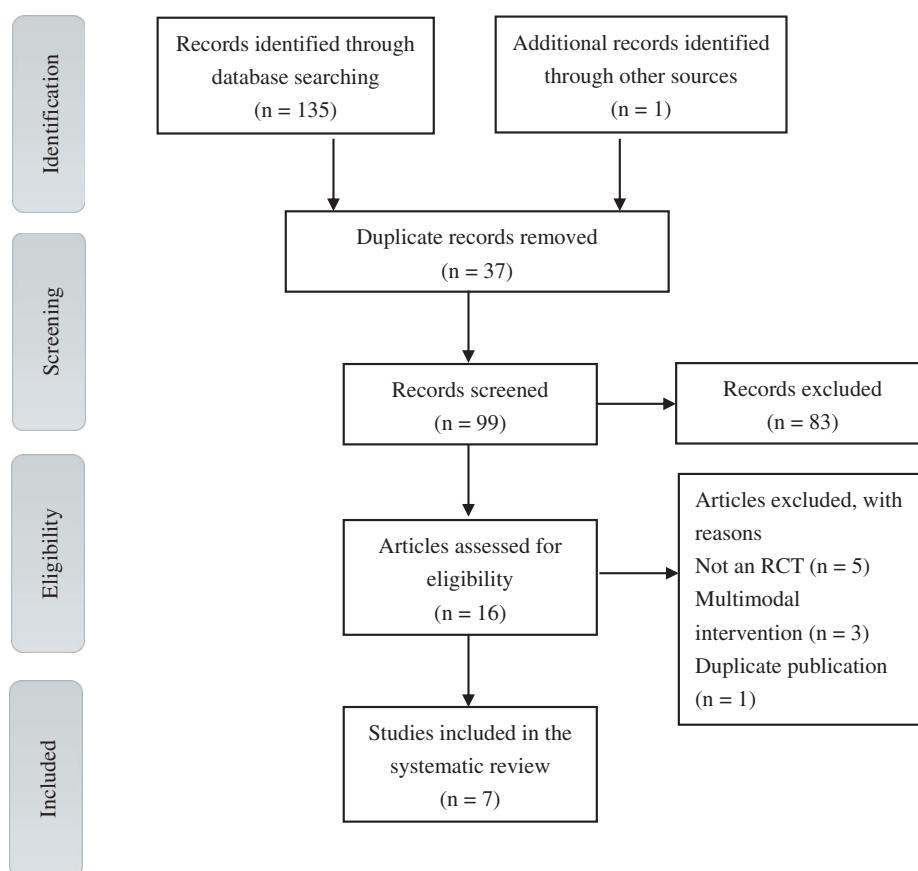 Identification
Records identified through
database searching
(n = 135)
Additional records identified
through other sources
(n = 1)
Duplicate records removed
(n = 37)
Screening
Records screened
(n = 99)
Records excluded
(n = 83)
Eligibility
Articles assessed for
eligibility
(n = 16)
Articles excluded, with
reasons
Not an RCT (n = 5)
Multimodal
intervention (n = 3)
Duplicate publication
(n = 1)
Included
Studies included in the
systematic review
(n = 7)